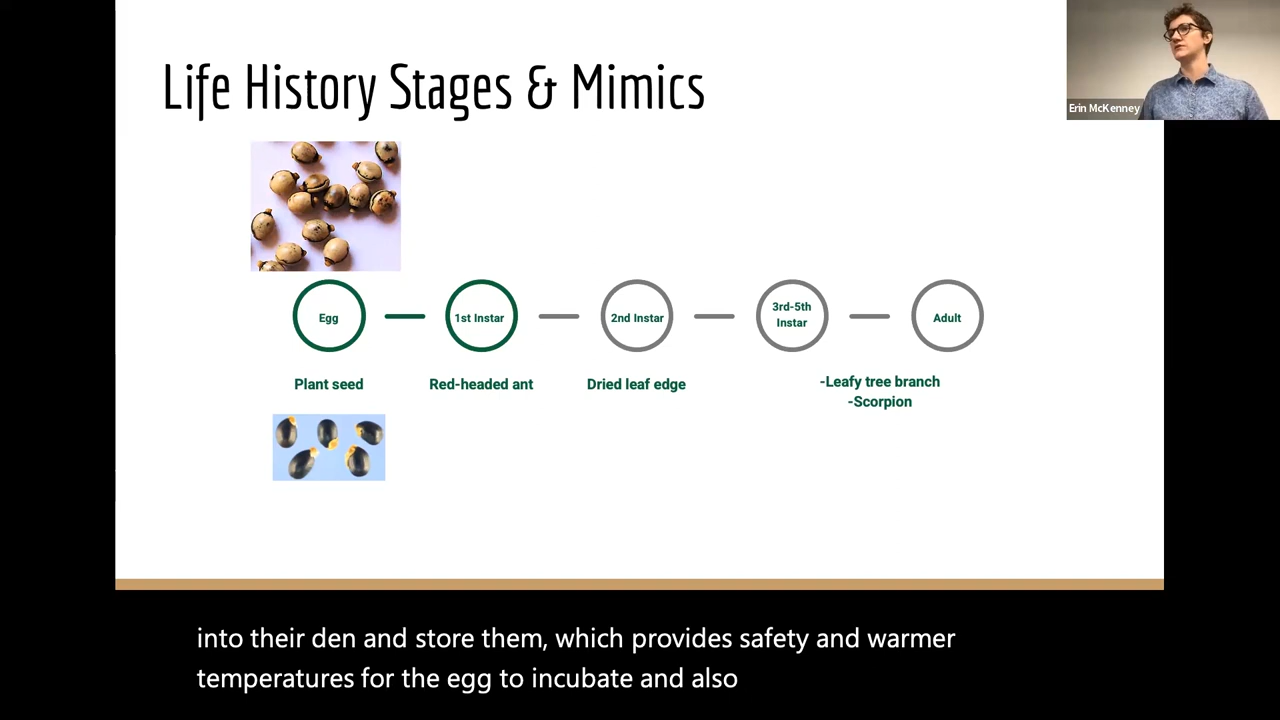 Life History Stages & Mimics
Erin McKenney
Egg
1st Instar
2nd Instar
3rd-5th
Instar
Adult
Plant seed
Red-headed ant
Dried leaf edge
-Leafy tree branch
-Scorpion
into their den and store them, which provides safety and warmer
temperatures for the egg to incubate and also